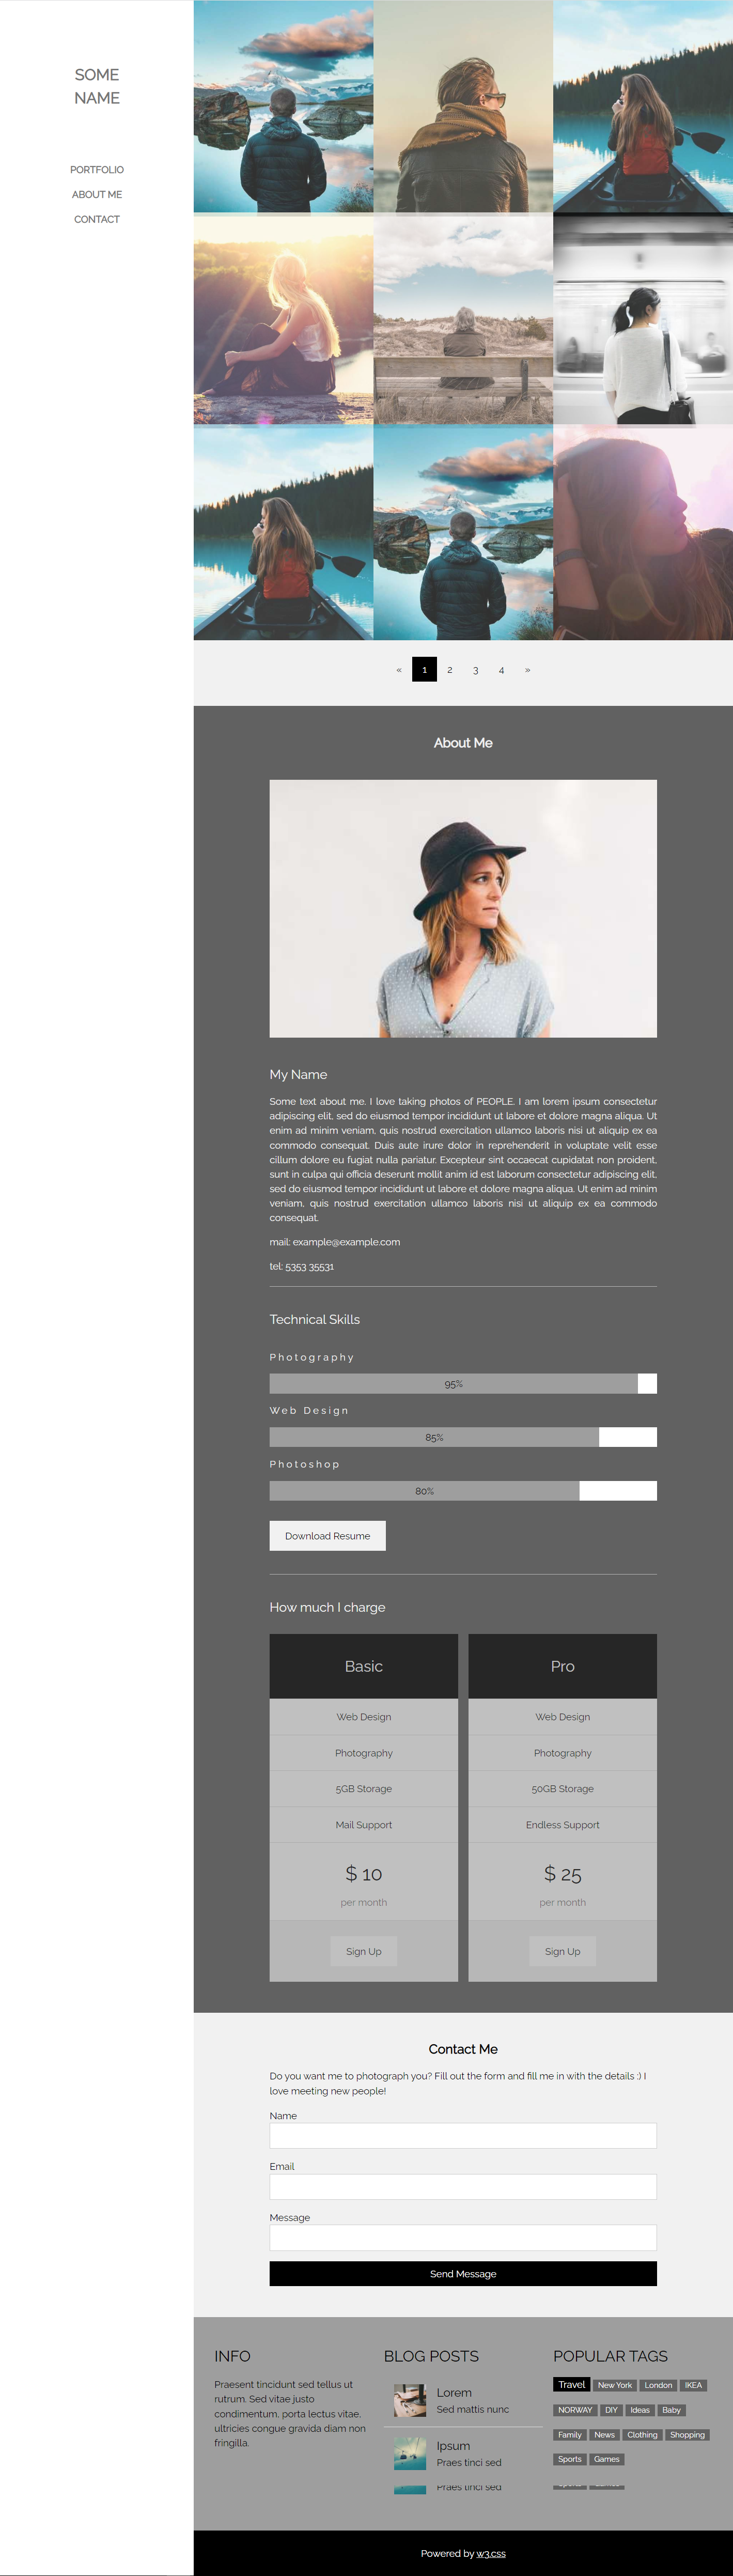 SOME
NAME
PORTFOLIO
ABOUT ME
CONTACT
« 1 2 3 4 »
About Me
My Name
Some text about me. I love taking photos of PEOPLE. I am lorem ipsum consectetur
adipiscing elit, sed do eiusmod tempor incididunt ut labore et dolore magna aliqua. Ut
enim ad minim veniam, quis nostrud exercitation ullamco laboris nisi ut aliquip ex ea
commodo consequat. Duis aute irure dolor in reprehenderit in voluptate velit esse
cillum dolore eu fugiat nulla pariatur. Excepteur sint occaecat cupidatat non proident,
sunt in culpa qui officia deserunt mollit anim id est laborum consectetur adipiscing elit,
sed do eiusmod tempor incididunt ut labore et dolore magna aliqua. Ut enim ad minim
veniam, quis nostrud exercitation ullamco laboris nisi ut aliquip ex ea commodo
consequat.
mail: example@example.com
tel: 5353 35531
Technical Skills
Photography
95%
Web Design
85%
Photoshop
80%
Download Resume
How much I charge
Basic
Web Design
Photography
5GB Storage
Mail Support
$ 10
per month
Sign Up
Pro
Web Design
Photography
50GB Storage
Endless Support
$ 25
per month
Sign Up
Contact Me
Do you want me to photograph you? Fill out the form and fill me in with the details :) I
love meeting new people!
Name
Email
Message
Send Message
INFO
Praesent tincidunt sed tellus ut
rutrum. Sed vitae justo
condimentum, porta lectus vitae,
ultricies congue gravida diam non
fringilla.
BLOG POSTS
Lorem
Sed mattis nunc
Ipsum
Praes tinci sed
Praes tinci sed
POPULAR TAGS
Travel New York London IKEA
NORWAY DIY Ideas Baby
Family News Clothing Shopping
Sports Games
Powered by w3.css